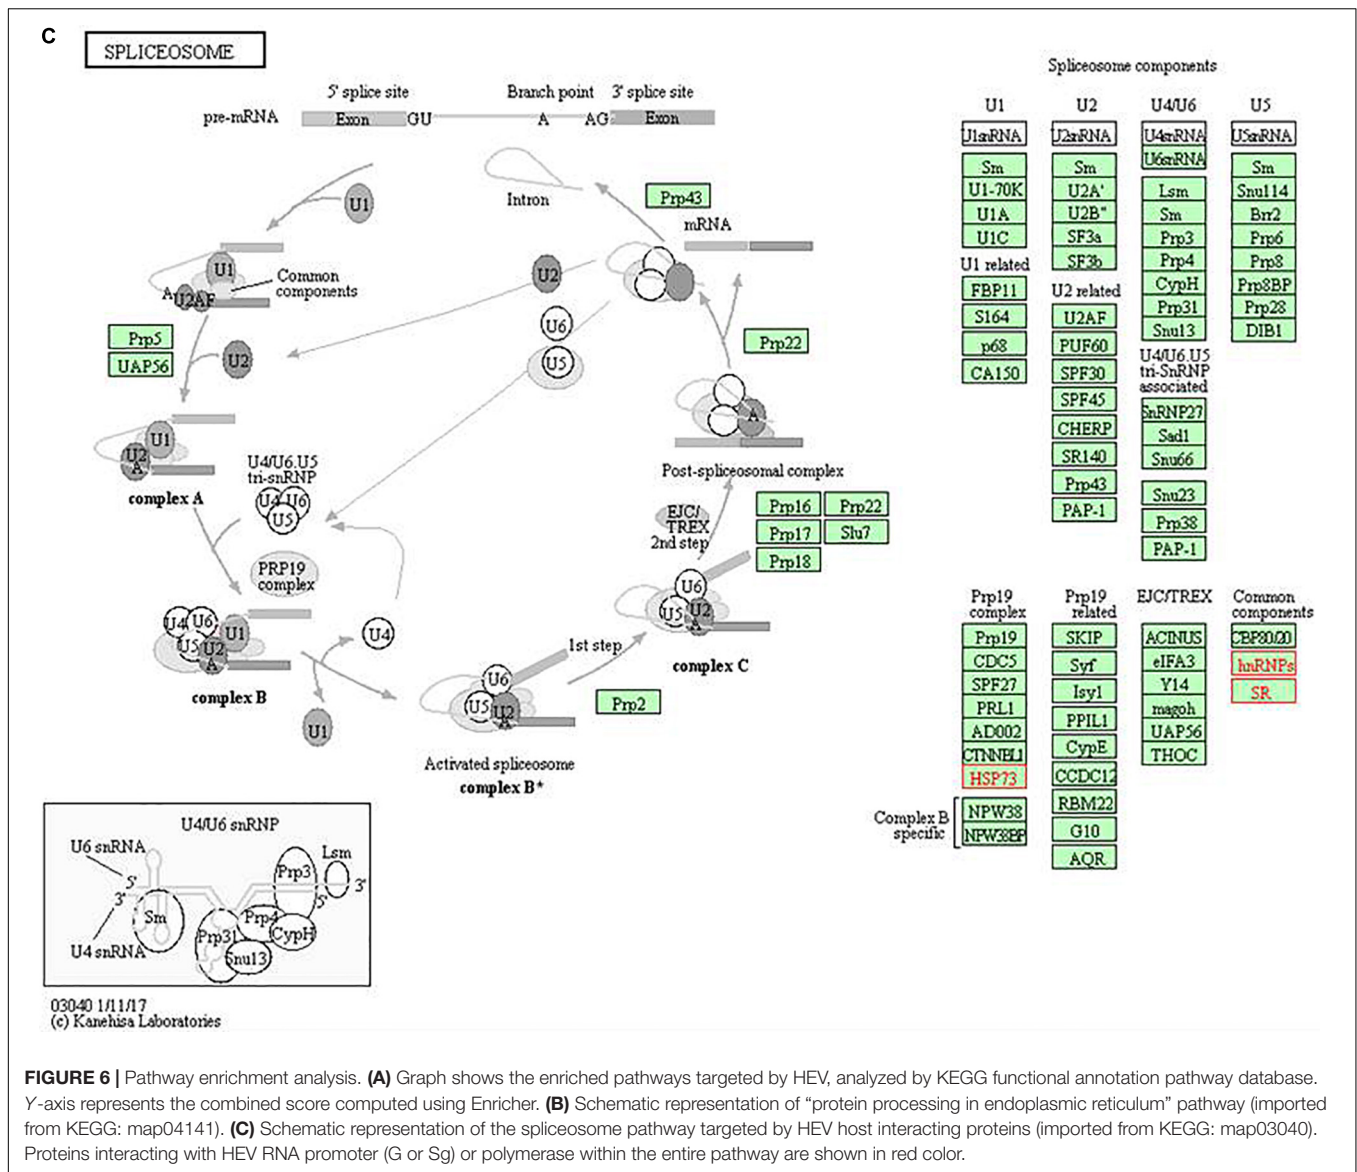 C
SPLICEOSOME
5' splice site
Branch point
3' splice site
pre-mRNA
Exon
GU
A
AG
Exon
U1
Intron
Prp43
mRNA
U1
Common
components
A
U2AF
U2
U6
U5
Prp5
UAP56
U2
Prp22
U1
U2
A
complex A
U4/U6.U5
tri-snRNP
U4
U6
U5
A
Post-spliceosomal complex
EJC/
TREX
2nd step
Prp16
Prp22
Prp17
Slu7
Prp18
PRP19
complex
U4
U6
U5
U2
U1
A
complex B
U4
U1
U6
U5
U2
A
complex C
1st step
Prp2
U6
U5
U2
A
Activated spliceosome
complex B*
U4/U6 snRNP
U6 snRNA
5'
3'
Sm
U4 snRNA
Prp31
Prp4
Snu13
CypH
Prp3
Lsm
5'
3'
03040 1/11/17
(c) Kanehisa Laboratories
Spliceosome components
U1
U1snRNA
Sm
U1-70K
U1A
U1C
U1 related
FBP11
S164
p68
CA150
U2
U2snRNA
Sm
U2A'
U2B"
SF3a
SF3b
U2 related
U2AF
PUF60
SPF30
SPF45
CHERP
SR140
Prp43
PAP-1
U4/U6
U4snRNA
U6snRNA
Lsm
Sm
Prp3
Prp4
CypH
Prp31
Snu13
U4/U6.U5
tri-SnRNP
associated
SnRNP27
Sad1
Snu66
Snu23
Prp38
PAP-1
U5
U5snRNA
Sm
Snu114
Brr2
Prp6
Prp8
Prp8BP
Prp28
DIB1
Prp19
complex
Prp19
CDC5
SPF27
PRL1
AD002
CTNNBL1
HSP73
Complex B
specific
NPW38
NPW38BP
Prp19
related
SKIP
Syf
Isy1
PPIL1
CypE
CCDC12
RBM22
G10
AQR
EJC/TREX
ACINUS
eIFA3
Y14
magoh
UAP56
THOC
Common
components
CBP80/20
hnRNPs
SR
FIGURE 6 | Pathway enrichment analysis. (A) Graph shows the enriched pathways targeted by HEV, analyzed by KEGG functional annotation pathway database.
Y-axis represents the combined score computed using Enricher. (B) Schematic representation of “protein processing in endoplasmic reticulum” pathway (imported
from KEGG: map04141). (C) Schematic representation of the spliceosome pathway targeted by HEV host interacting proteins (imported from KEGG: map03040).
Proteins interacting with HEV RNA promoter (G or Sg) or polymerase within the entire pathway are shown in red color.